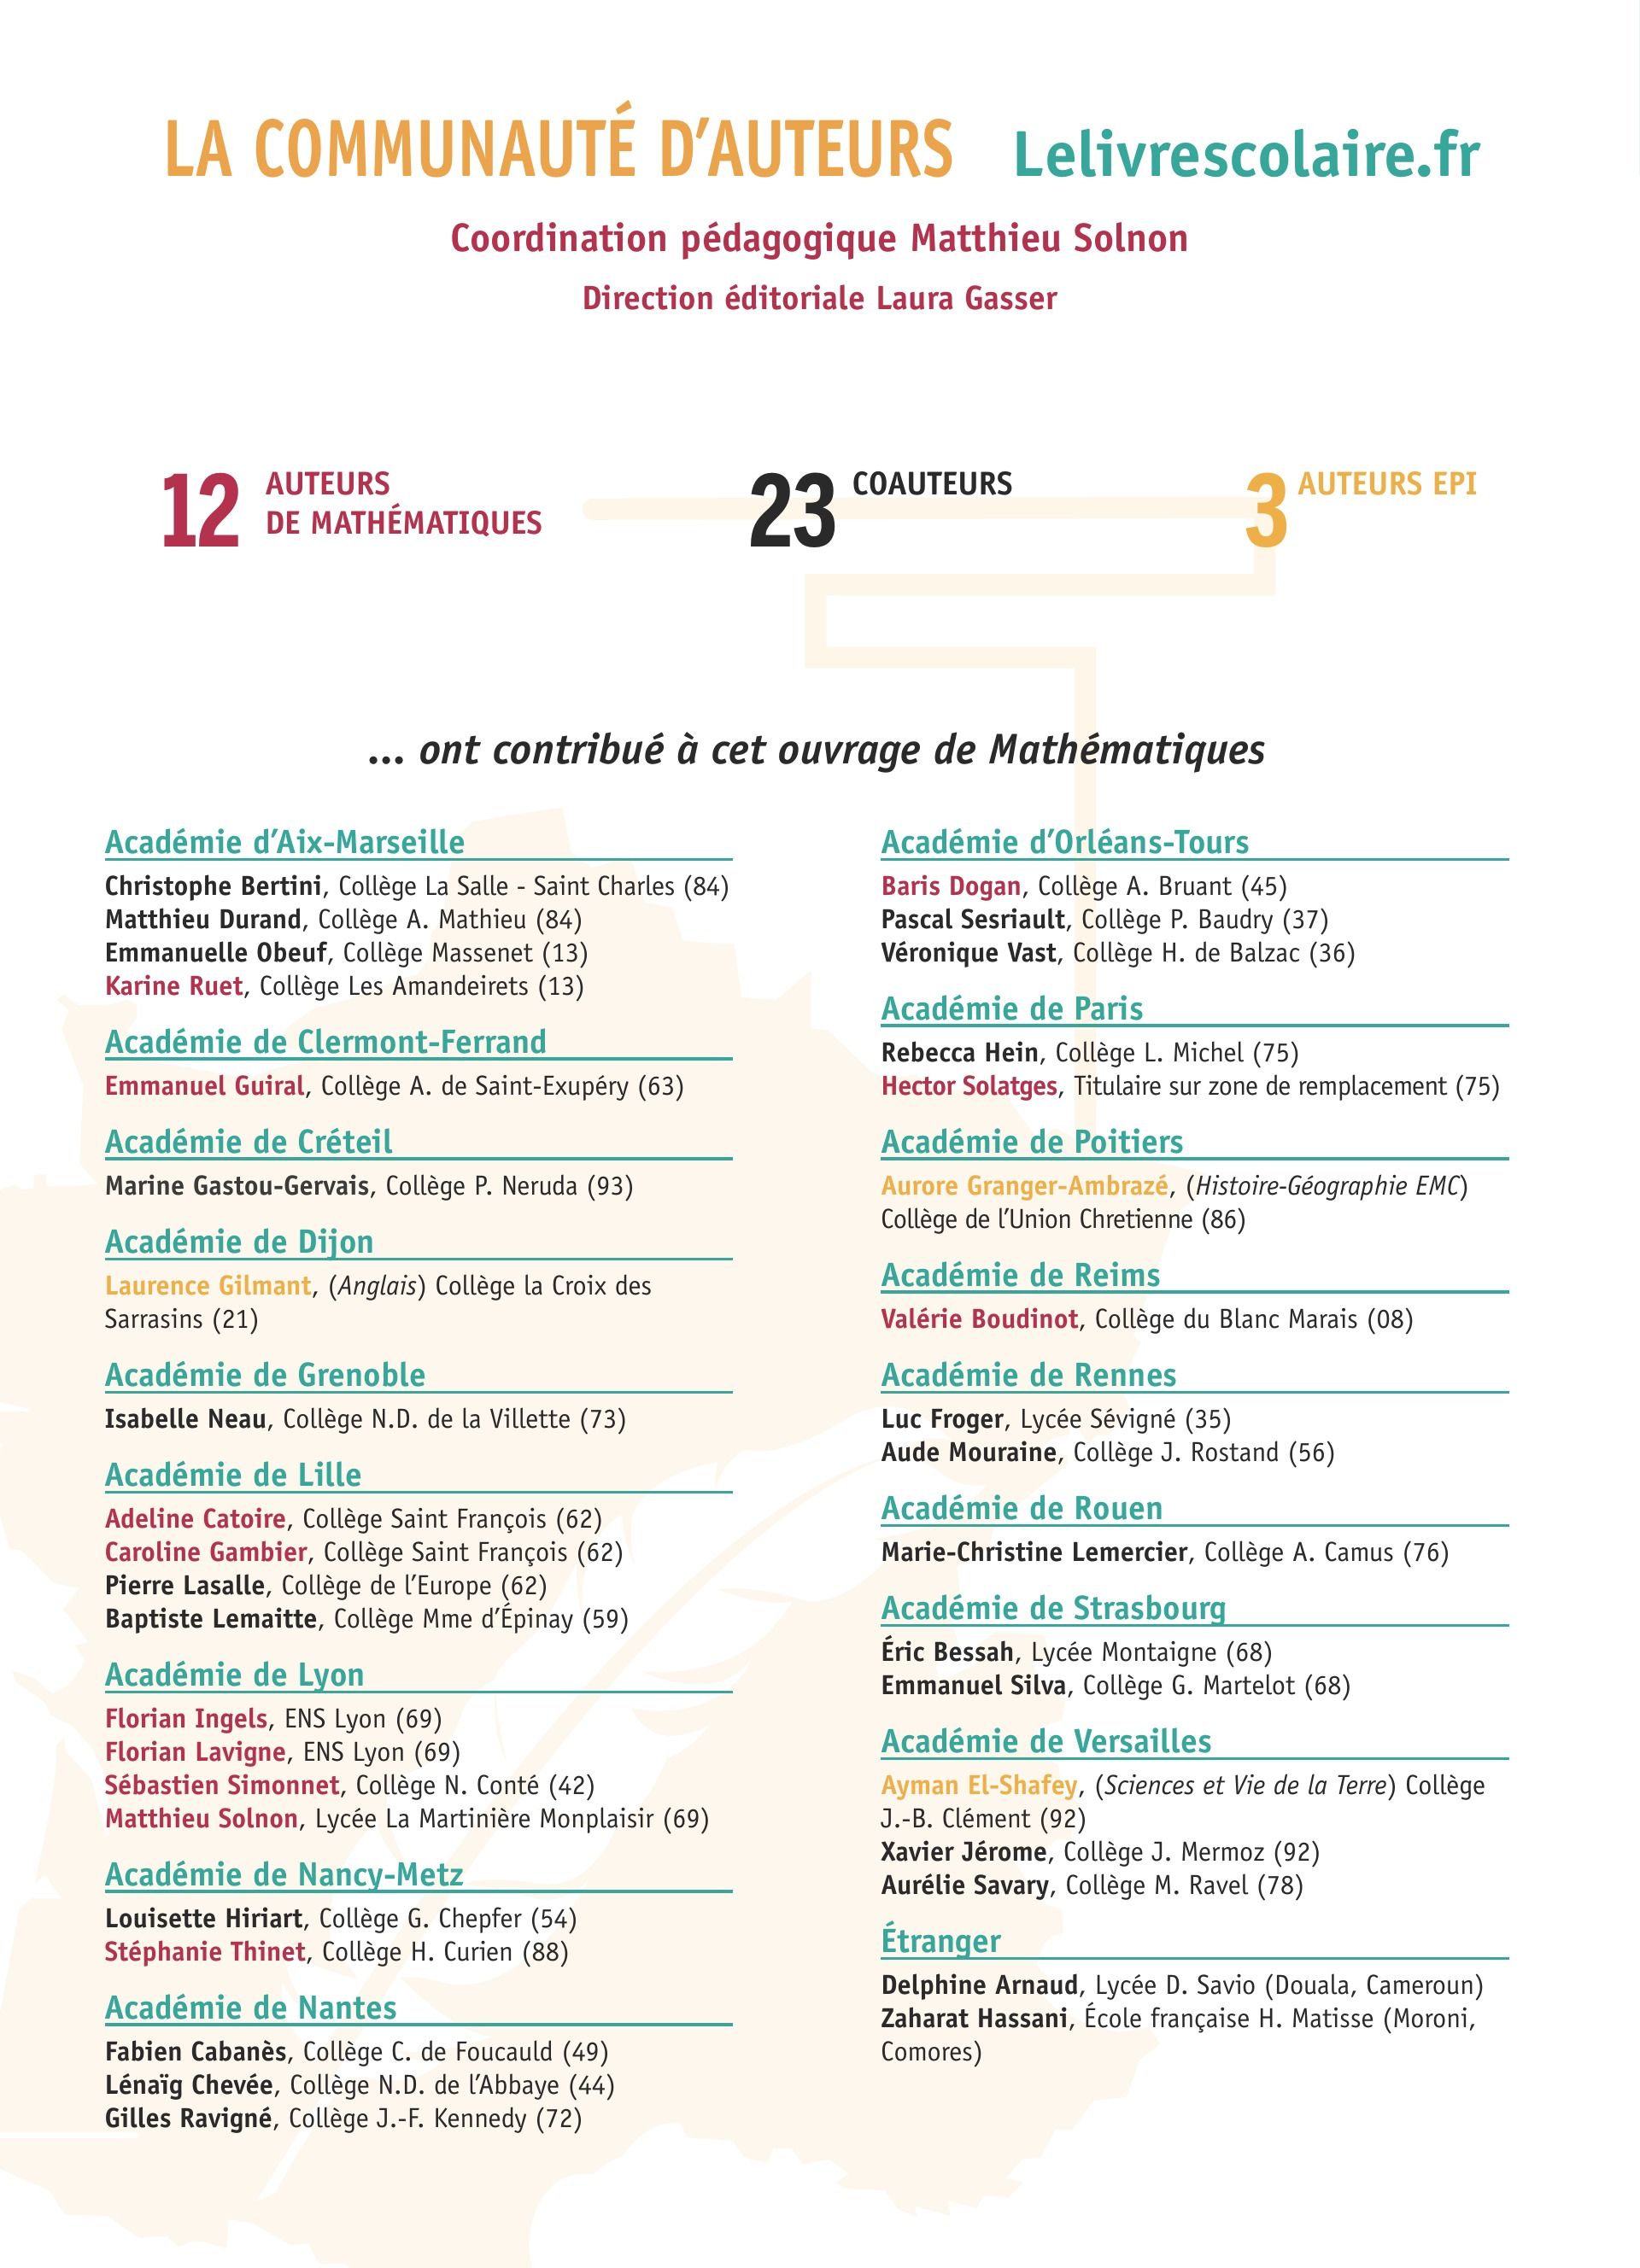 LA COMMUNAUTÉ D’AUTEURS Lelivrescolaire.fr
Coordination pédagogique Matthieu Solnon
Direction éditoriale Laura Gasser
12 AUTEURS
DE MATHÉMATIQUES
23 COAUTEURS
3 AUTEURS EPI
... ont contribué à cet ouvrage de Mathématiques
Académie d’Aix-Marseille
Christophe Bertini, Collège La Salle - Saint Charles (84)
Matthieu Durand, Collège A. Mathieu (84)
Emmanuelle Obeuf, Collège Massenet (13)
Karine Ruet, Collège Les Amandeirets (13)
Académie de Clermont-Ferrand
Emmanuel Guiral, Collège A. de Saint-Exupéry (63)
Académie de Créteil
Marine Gastou-Gervais, Collège P. Neruda (93)
Académie de Dijon
Laurence Gilmant, (Anglais) Collège la Croix des
Sarrasins (21)
Académie de Grenoble
Isabelle Neau, Collège N.D. de la Villette (73)
Académie de Lille
Adeline Catoire, Collège Saint François (62)
Caroline Gambier, Collège Saint François (62)
Pierre Lasalle, Collège de l’Europe (62)
Baptiste Lemaitte, Collège Mme d’Épinay (59)
Académie de Lyon
Florian Ingels, ENS Lyon (69)
Florian Lavigne, ENS Lyon (69)
Sébastien Simonnet, Collège N. Conté (42)
Matthieu Solnon, Lycée La Martinière Monplaisir (69)
Académie de Nancy-Metz
Louisette Hiriart, Collège G. Chepfer (54)
Stéphanie Thinet, Collège H. Curien (88)
Académie de Nantes
Fabien Cabanès, Collège C. de Foucauld (49)
Lénaïg Chevée, Collège N.D. de l’Abbaye (44)
Gilles Ravigné, Collège J.-F. Kennedy (72)
Académie d’Orléans-Tours
Baris Dogan, Collège A. Bruant (45)
Pascal Sesriault, Collège P. Baudry (37)
Véronique Vast, Collège H. de Balzac (36)
Académie de Paris
Rebecca Hein, Collège L. Michel (75)
Hector Solatges, Titulaire sur zone de remplacement (75)
Académie de Poitiers
Aurore Granger-Ambrazé, (Histoire-Géographie EMC)
Collège de l’Union Chretienne (86)
Académie de Reims
Valérie Boudinot, Collège du Blanc Marais (08)
Académie de Rennes
Luc Froger, Lycée Sévigné (35)
Aude Mouraine, Collège J. Rostand (56)
Académie de Rouen
Marie-Christine Lemercier, Collège A. Camus (76)
Académie de Strasbourg
Éric Bessah, Lycée Montaigne (68)
Emmanuel Silva, Collège G. Martelot (68)
Académie de Versailles
Ayman El-Shafey, (Sciences et Vie de la Terre) Collège
J.-B. Clément (92)
Xavier Jérome, Collège J. Mermoz (92)
Aurélie Savary, Collège M. Ravel (78)
Étranger
Delphine Arnaud, Lycée D. Savio (Douala, Cameroun)
Zaharat Hassani, École française H. Matisse (Moroni,
Comores)